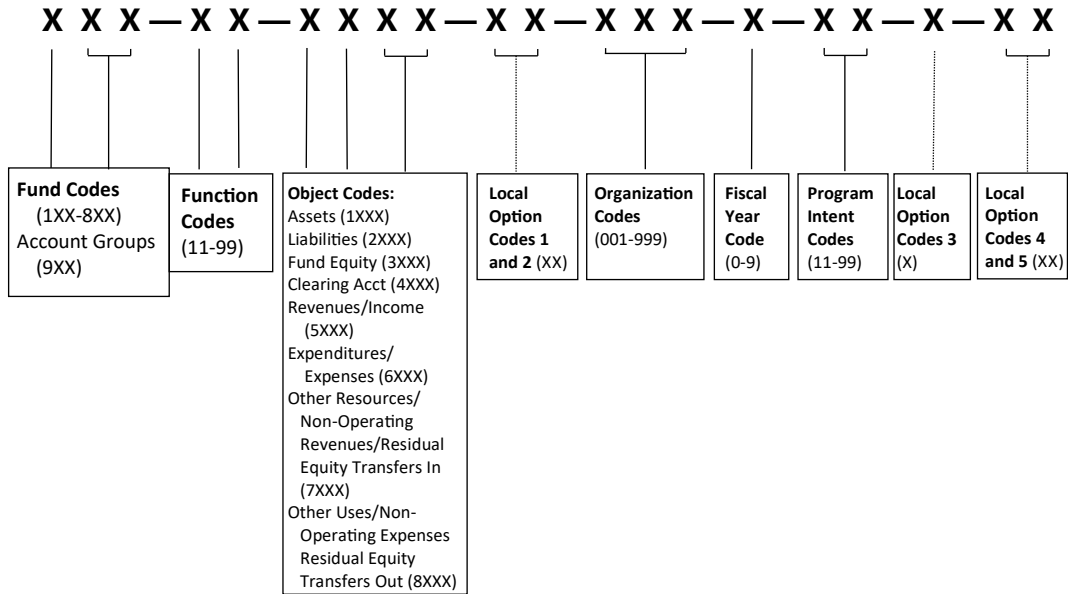 X X X — X X — X X X X — X X — X X X — X — X X — X — X X
Fund Codes
(1XX-8XX)
Account Groups
(9XX)
Function
Codes
(11-99)
Object Codes:
Assets (1XXX)
Liabilities (2XXX)
Fund Equity (3XXX)
Clearing Acct (4XXX)
Revenues/Income
(5XXX)
Expenditures/
Expenses (6XXX)
Other Resources/
Non-Operating
Revenues/Residual
Equity Transfers In
(7XXX)
Other Uses/Non-
Operating Expenses
Residual Equity
Transfers Out (8XXX)
Local
Option
Codes 1
and 2 (XX)
Organization
Codes
(001-999)
Fiscal
Year
Code
(0-9)
Program
Intent
Codes
(11-99)
Local
Option
Codes 3
(X)
Local
Option
Codes 4
and 5 (XX)